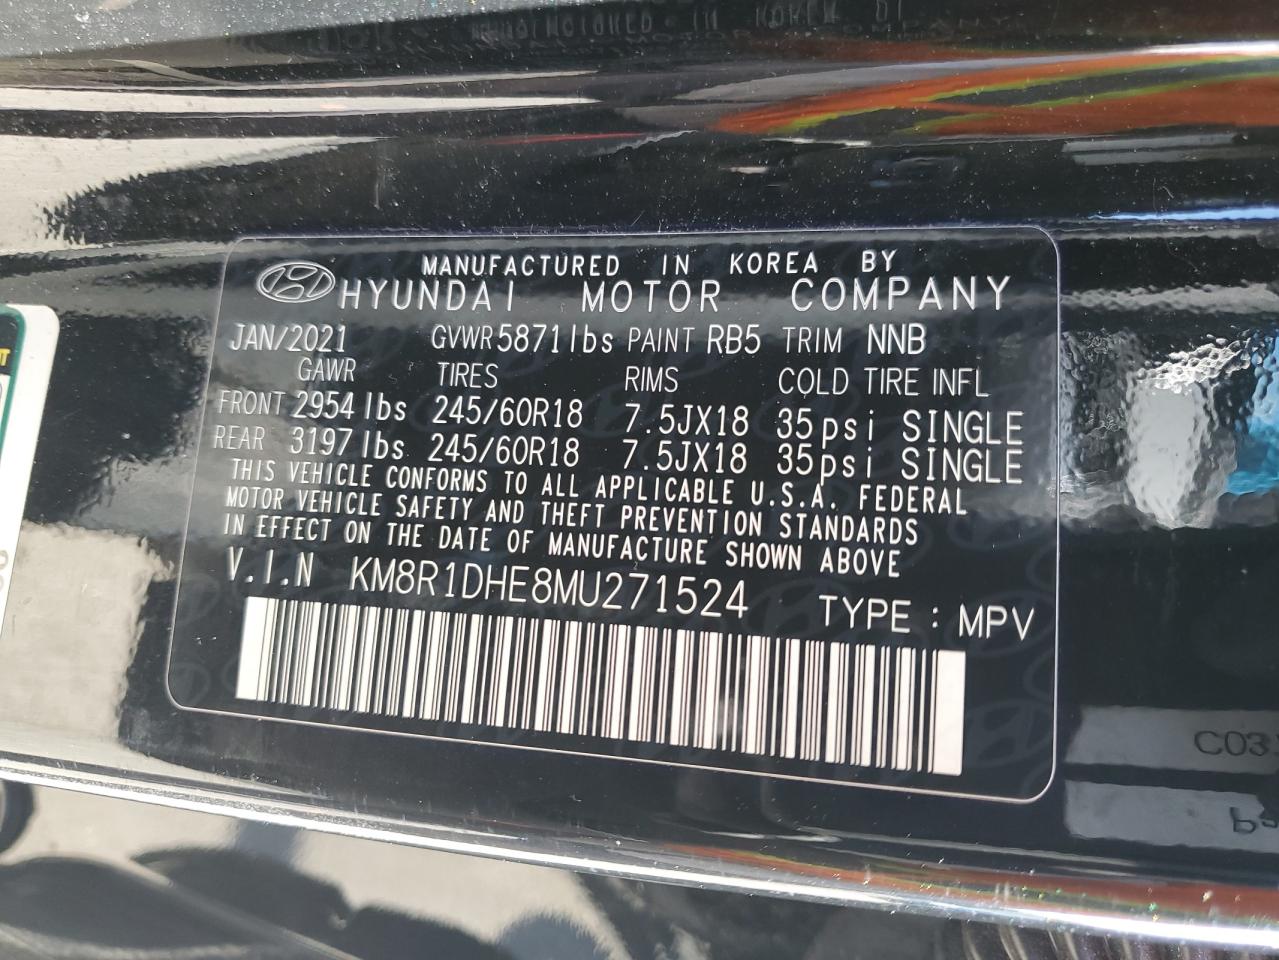 MANUFACTURED IN KOREA BY
HYUNDAI MOTOR COMPANY
JAN/2021 GVWR 5871 lbs PAINT RB5 TRIM NNB
GAWR TIRES RIMS COLD TIRE INFL
FRONT 2954 lbs 245/60R18 7.5JX18 35psi SINGLE
REAR 3197 lbs 245/60R18 7.5JX18 35psi SINGLE
THIS VEHICLE CONFORMS TO ALL APPLICABLE U.S.A. FEDERAL
MOTOR VEHICLE SAFETY AND THEFT PREVENTION STANDARDS
IN EFFECT ON THE DATE OF MANUFACTURE SHOWN ABOVE
V.I.N KM8R1DHE8MU271524 TYPE : MPV
C03